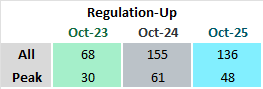 Regulation-Up
Oct-23 Oct-24 Oct-25
All 68 155 136
Peak 30 61 48